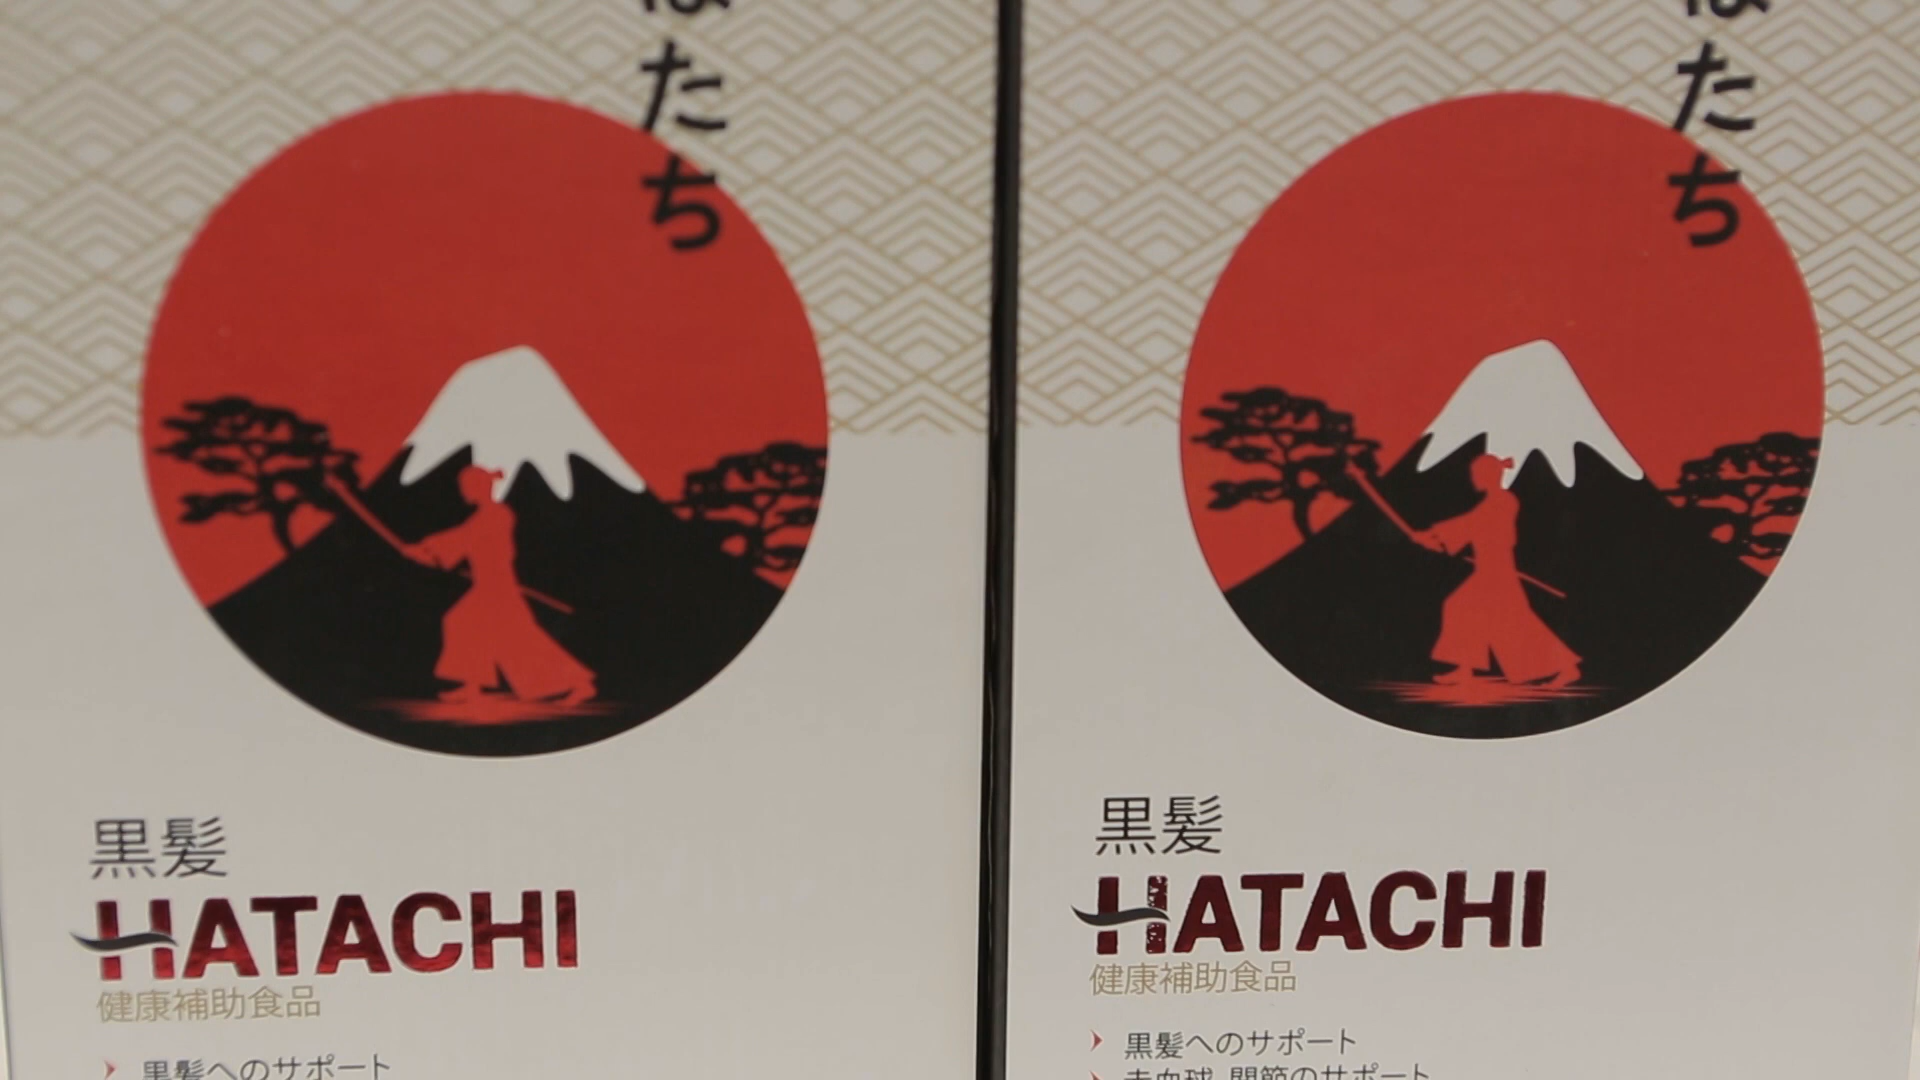 はたち
黒髪
HATACHI
健康補助食品
黒髪へのサポート
はたち
黒髪
HATACHI
健康補助食品
黒髪へのサポート
赤血球、関節のサポート